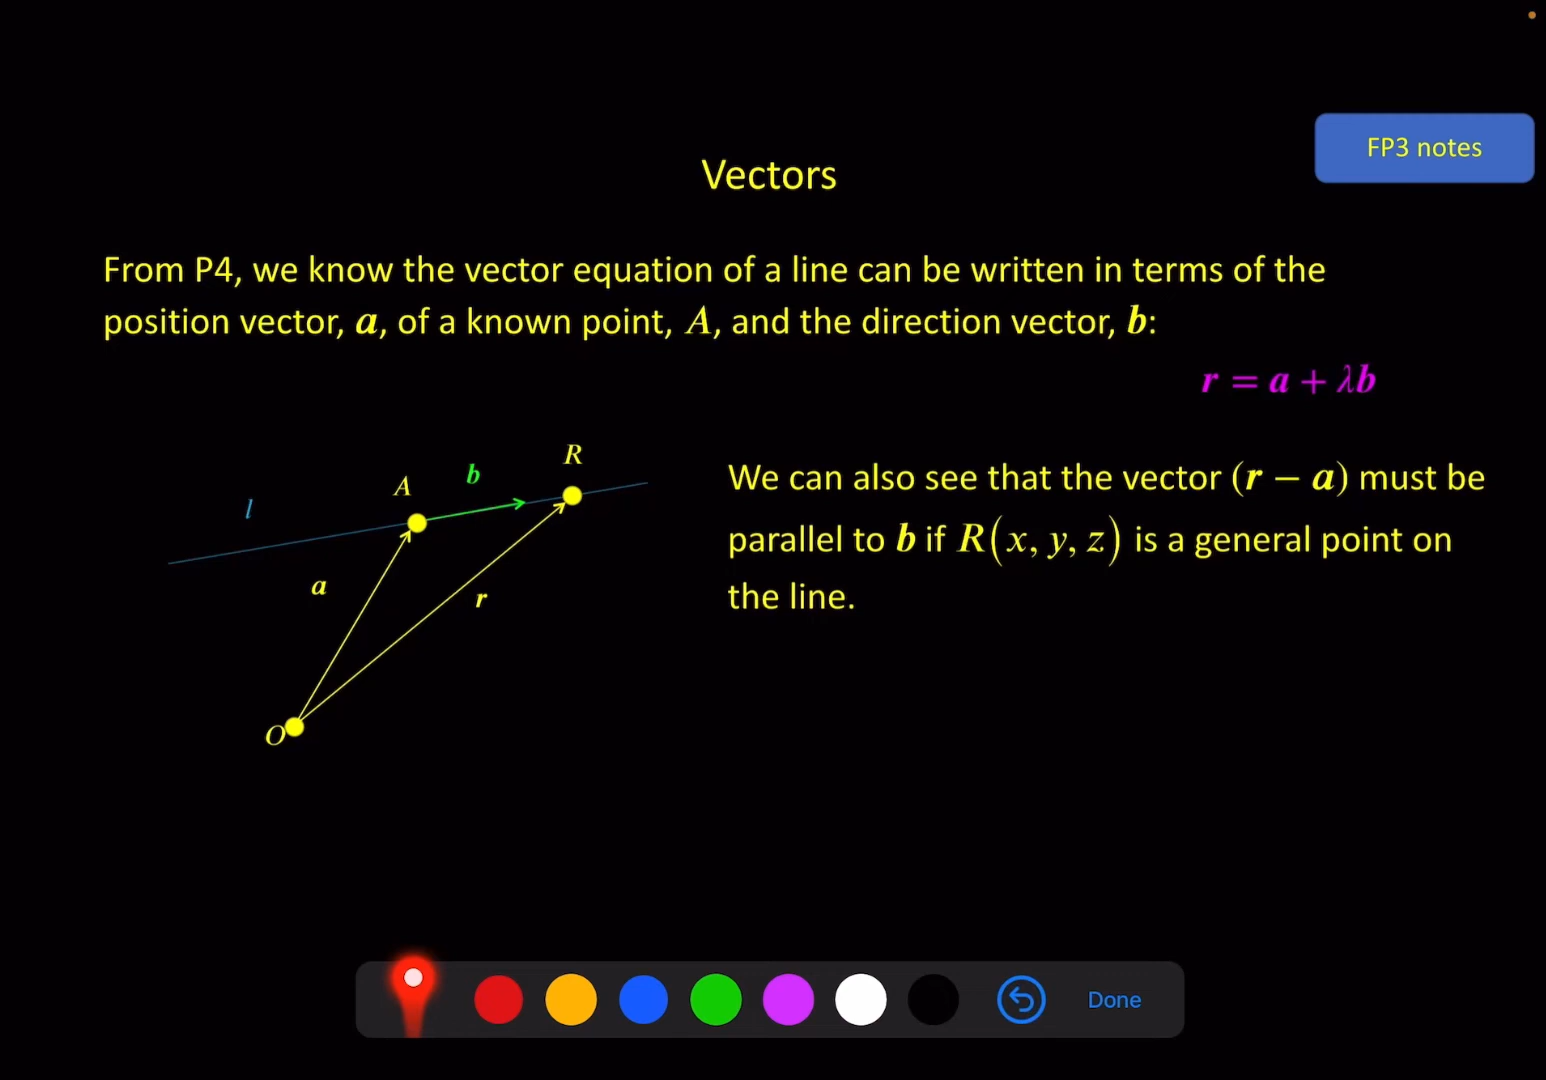 FP3 notes
Vectors
From P4, we know the vector equation of a line can be written in terms of the
position vector, a, of a known point, A, and the direction vector, b:
r = a + λb
We can also see that the vector (r − a) must be
parallel to b if R(x, y, z) is a general point on
the line.
R
b
A
l
a
r
O
Done